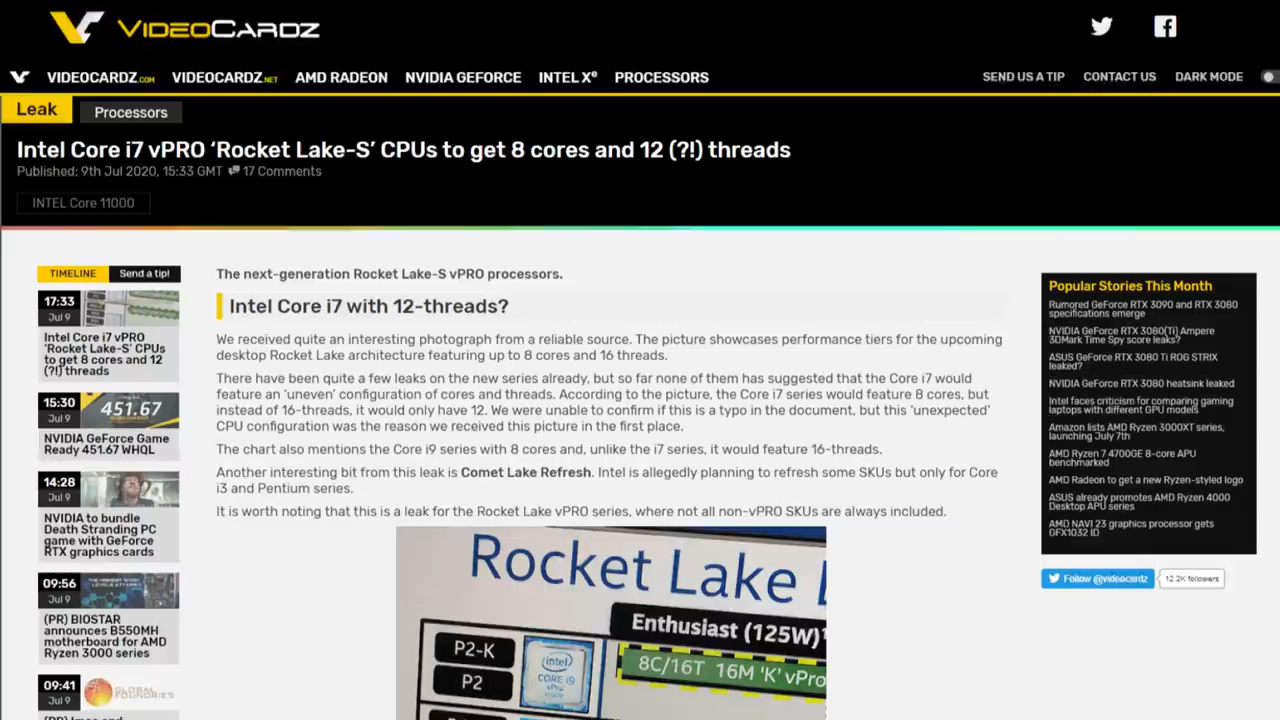 VIDEOCARDZ
VIDEOCARDZ.COM VIDEOCARDZ.NET AMD RADEON NVIDIA GEFORCE INTEL Xe PROCESSORS SEND US A TIP CONTACT US DARK MODE
Leak Processors
Intel Core i7 vPRO ‘Rocket Lake-S’ CPUs to get 8 cores and 12 (?!) threads
Published: 9th Jul 2020, 15:33 GMT 17 Comments
INTEL Core 11000
TIMELINE Send a tip!
17:33
Jul 9
Intel Core i7 vPRO
‘Rocket Lake-S’ CPUs
to get 8 cores and 12
(?!) threads
15:30
Jul 9
451.67
NVIDIA GeForce Game
Ready 451.67 WHQL
14:28
Jul 9
NVIDIA to bundle
Death Stranding PC
game with GeForce
RTX graphics cards
09:56
Jul 9
(PR) BIOSTAR
announces B550MH
motherboard for AMD
Ryzen 3000 series
09:41
Jul 9
GLOBAL
FOUNDRIES
The next-generation Rocket Lake-S vPRO processors.
Intel Core i7 with 12-threads?
We received quite an interesting photograph from a reliable source. The picture showcases performance tiers for the upcoming
desktop Rocket Lake architecture featuring up to 8 cores and 16 threads.
There have been quite a few leaks on the new series already, but so far none of them has suggested that the Core i7 would
feature an ‘uneven’ configuration of cores and threads. According to the picture, the Core i7 series would feature 8 cores, but
instead of 16-threads, it would only have 12. We were unable to confirm if this is a typo in the document, but this ‘unexpected’
CPU configuration was the reason we received this picture in the first place.
The chart also mentions the Core i9 series with 8 cores and, unlike the i7 series, it would feature 16-threads.
Another interesting bit from this leak is Comet Lake Refresh. Intel is allegedly planning to refresh some SKUs but only for Core
i3 and Pentium series.
It is worth noting that this is a leak for the Rocket Lake vPRO series, where not all non-vPRO SKUs are always included.
Rocket Lake
Enthusiast (125W)
P2-K
P2
intel
CORE i9
vPro
8C/16T 16M 'K' vPro
Popular Stories This Month
Rumored GeForce RTX 3090 and RTX 3080
specifications emerge
NVIDIA GeForce RTX 3080(Ti) Ampere
3DMark Time Spy score leaks?
ASUS GeForce RTX 3080 Ti ROG STRIX
leaked?
NVIDIA GeForce RTX 3080 heatsink leaked
Intel faces criticism for comparing gaming
laptops with different GPU models
Amazon lists AMD Ryzen 3000XT series,
launching July 7th
AMD Ryzen 7 4700GE 8-core APU
benchmarked
AMD Radeon to get a new Ryzen-styled logo
ASUS already promotes AMD Ryzen 4000
Desktop APU series
AMD NAVI 23 graphics processor gets
GFX1032 ID
Follow @videocardz 12.2K followers